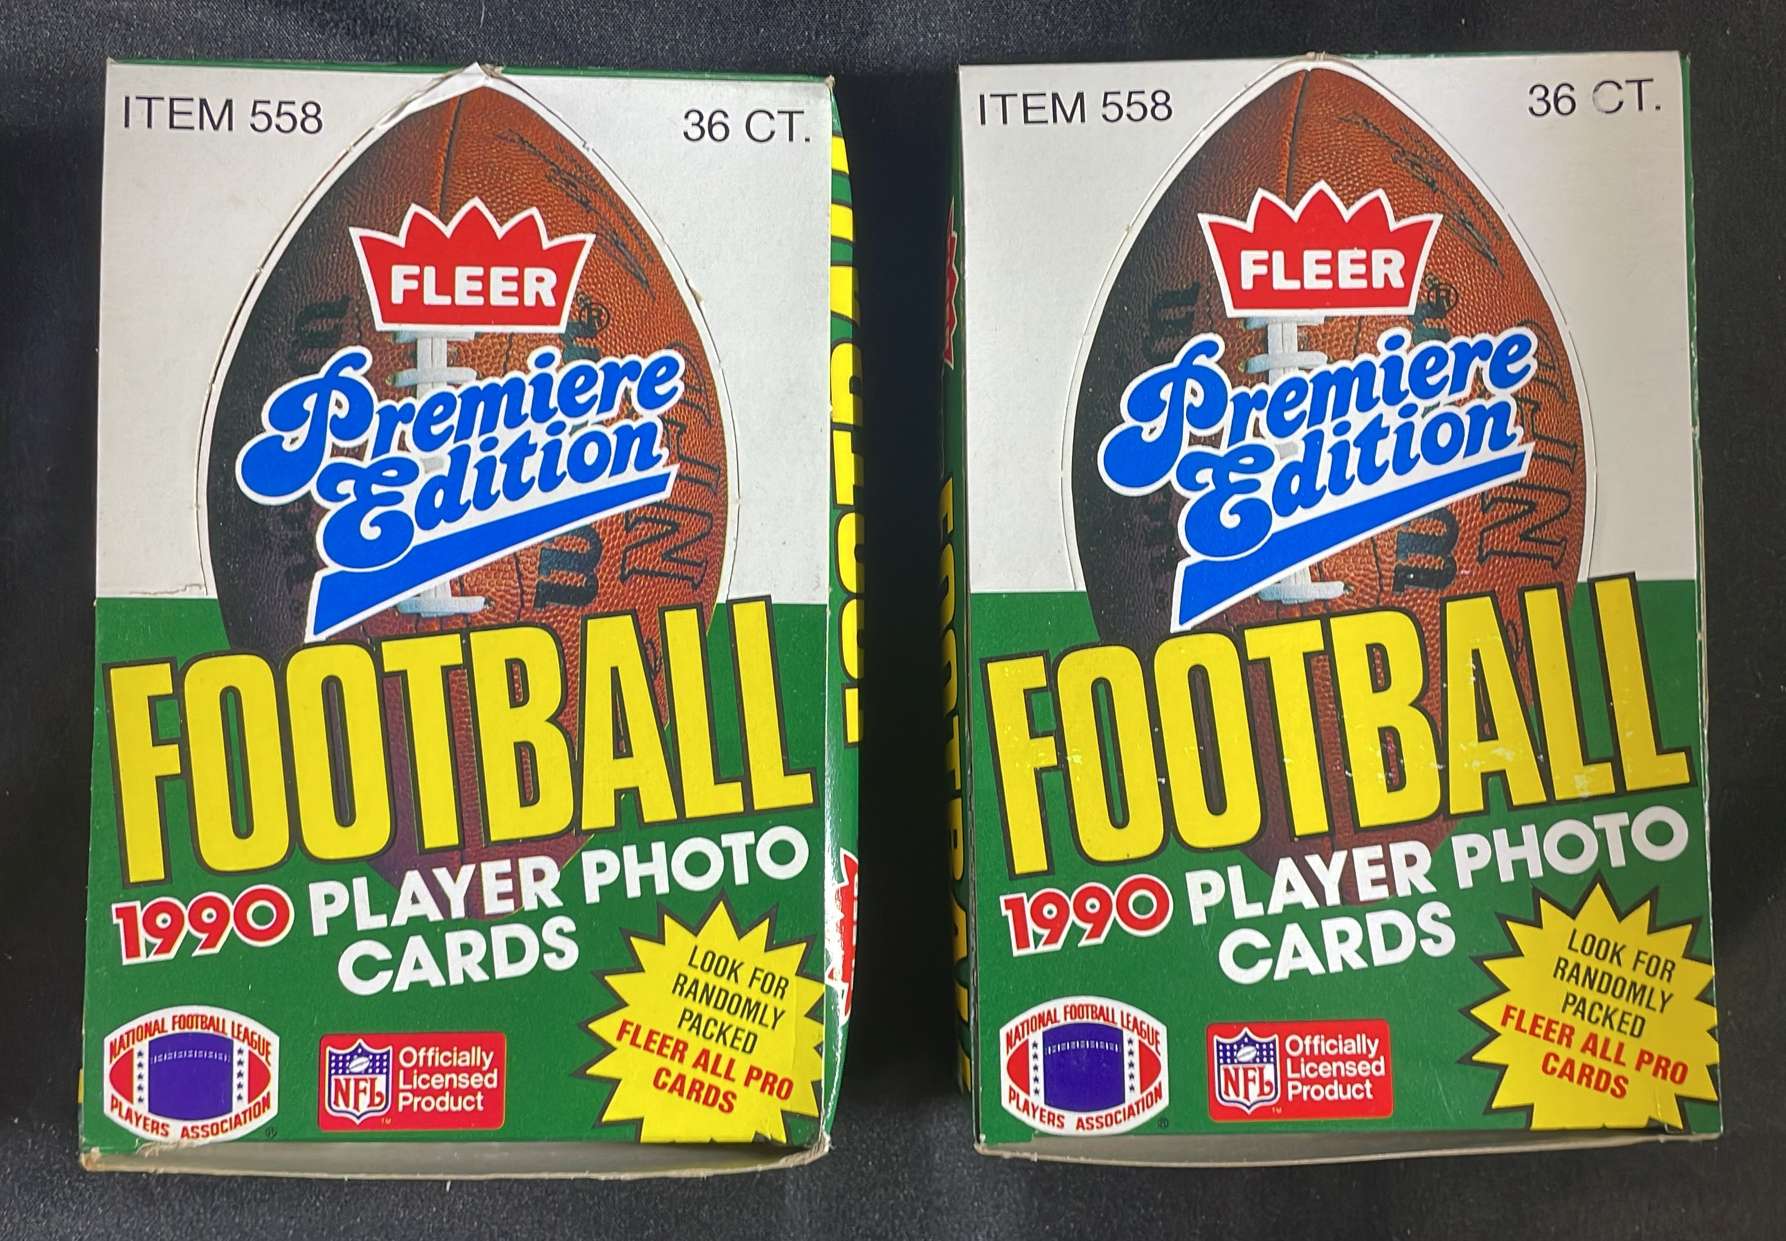 ITEM 558
36 CT.
FLEER
®
Premiere
Edition
NFL
FOOTBALL
1990 PLAYER PHOTO
CARDS
LOOK FOR
RANDOMLY
PACKED
FLEER ALL PRO
CARDS
NATIONAL FOOTBALL LEAGUE
PLAYERS ASSOCIATION
NFL
Officially
Licensed
Product
ITEM 558
36 CT.
FLEER
®
Premiere
Edition
NFL
FOOTBALL
1990 PLAYER PHOTO
CARDS
LOOK FOR
RANDOMLY
PACKED
FLEER ALL PRO
CARDS
NATIONAL FOOTBALL LEAGUE
PLAYERS ASSOCIATION
NFL
Officially
Licensed
Product
FOOTBALL